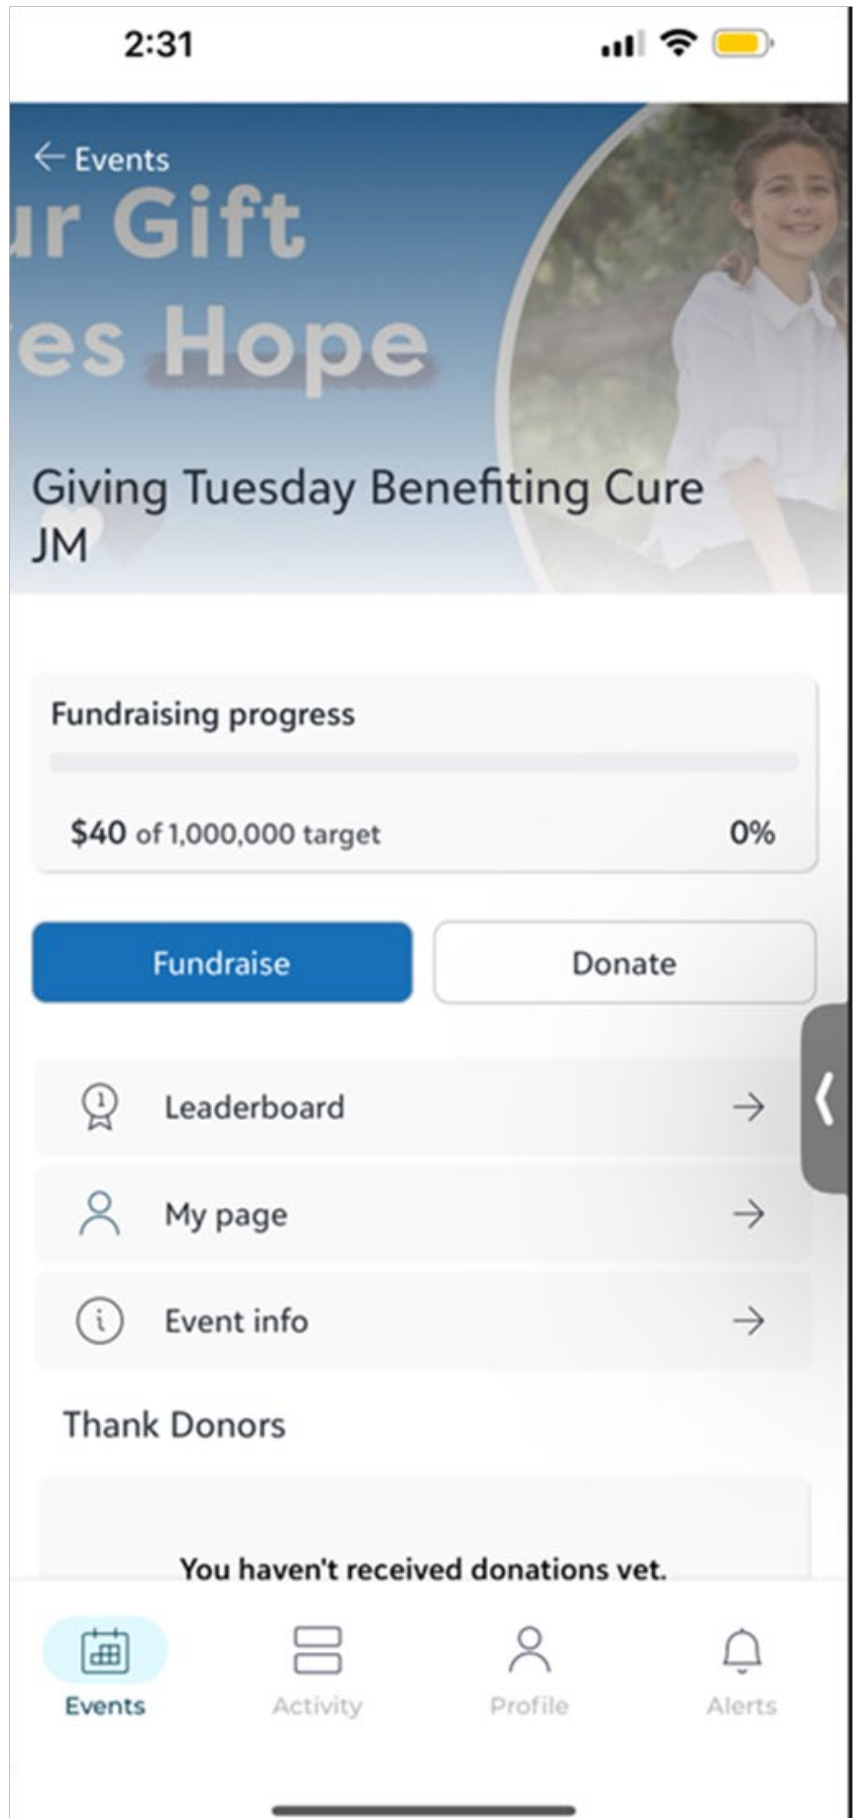 2:31
Events
ur Gift
es Hope
Giving Tuesday Benefiting Cure
JM
Fundraising progress
$40 of 1,000,000 target 0%
Fundraise Donate
1 Leaderboard
My page
i Event info
Thank Donors
You haven't received donations yet.
Events Activity Profile Alerts